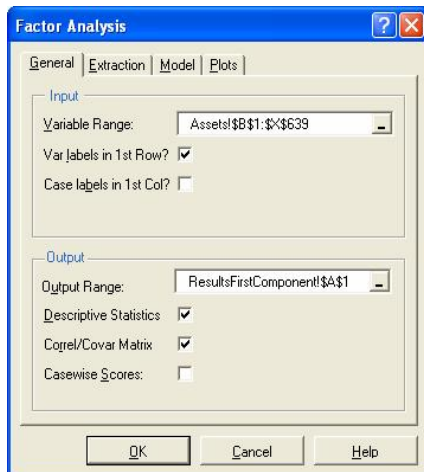 Factor Analysis
General Extraction Model Plots
Input
Variable Range: Assets!$B$1:$X$639
Var labels in 1st Row?
Case labels in 1st Col?
Output
Output Range: ResultsFirstComponent!$A$1
Descriptive Statistics
Correl/Covar Matrix
Casewise Scores:
OK Cancel Help